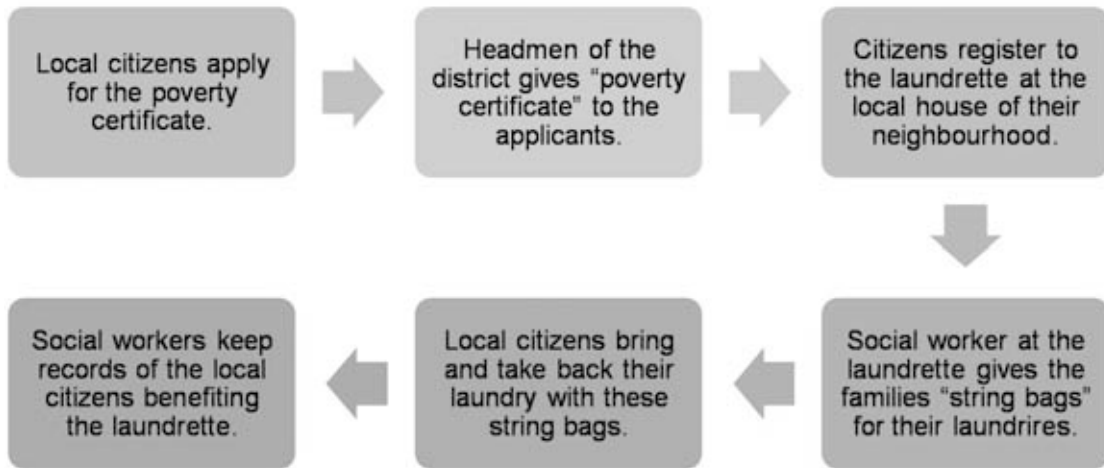 Local citizens apply
for the poverty
certificate.
Headmen of the
district gives “poverty
certificate” to the
applicants.
Citizens register to
the laundrette at the
local house of their
neighbourhood.
Social worker at the
laundrette gives the
families “string bags”
for their laundrires.
Local citizens bring
and take back their
laundry with these
string bags.
Social workers keep
records of the local
citizens benefiting
the laundrette.